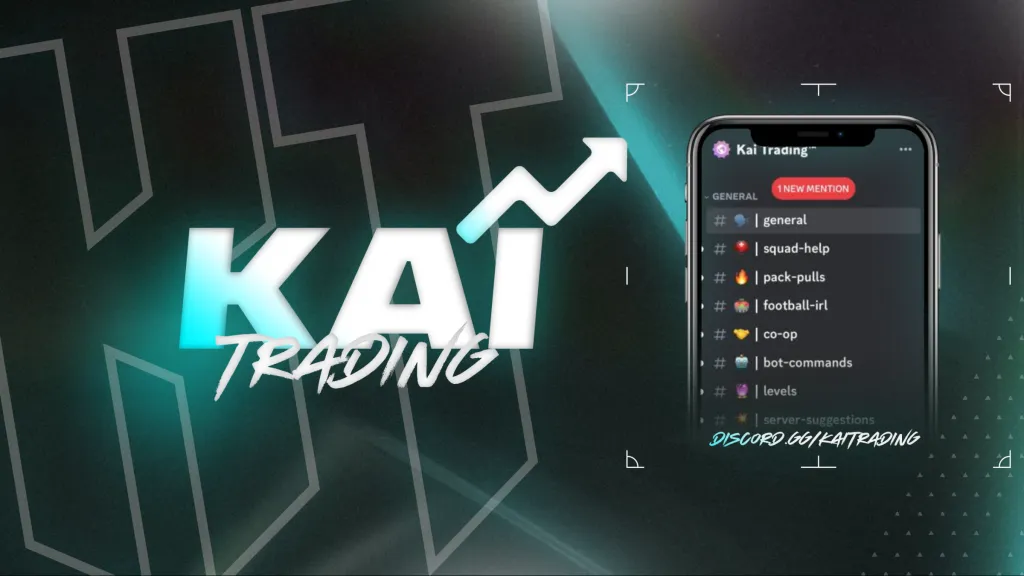 KAI
TRADING
Kai Trading™
GENERAL
1 NEW MENTION
# | general
# | squad-help
# | pack-pulls
# | football-irl
# | co-op
# | bot-commands
# | levels
# | server-suggestions
DISCORD.GG/KAITRADING